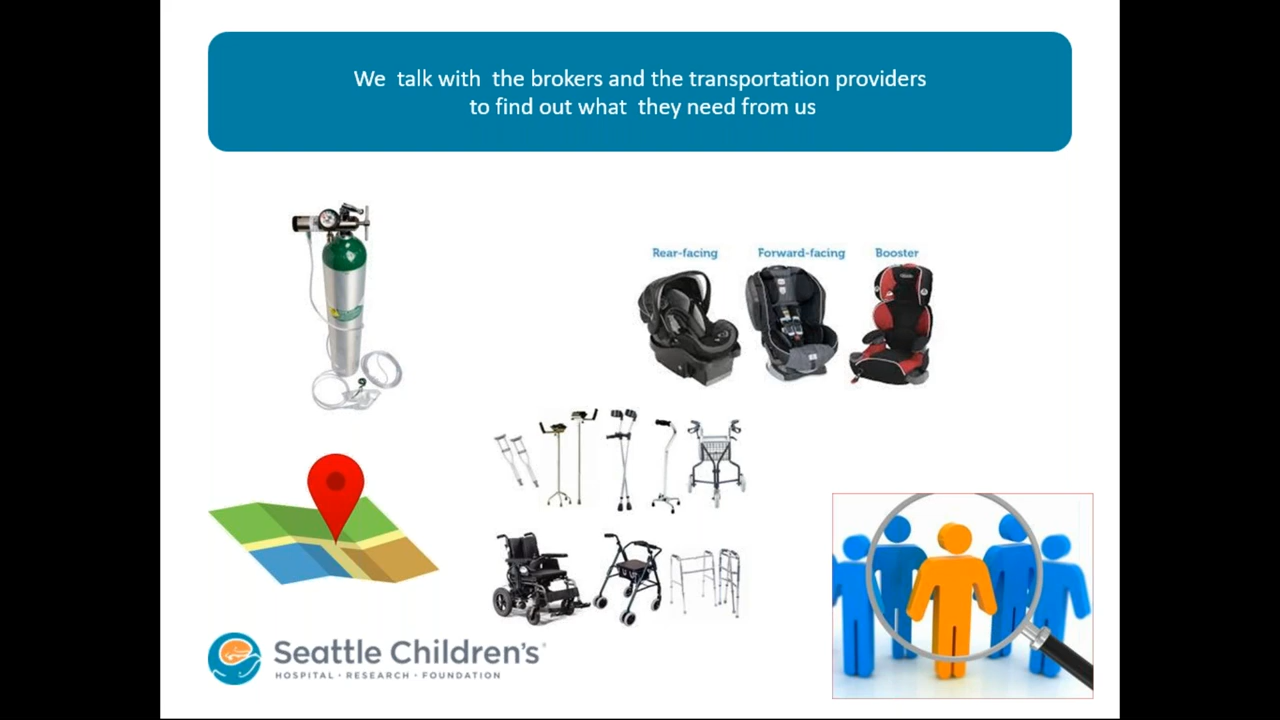 We talk with the brokers and the transportation providers
to find out what they need from us
Rear-facing
Forward-facing
Booster
Seattle Children's®
HOSPITAL · RESEARCH · FOUNDATION